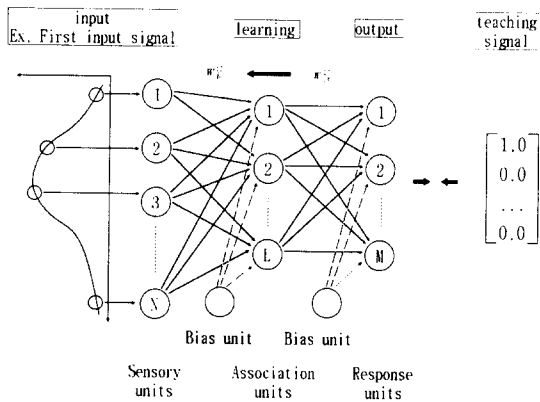 input
Ex. First input signal
learning
output
teaching
signal
1
2
3
N
1
2
L
1
2
M
1.0
0.0
...
0.0
Bias unit
Bias unit
Sensory
units
Association
units
Response
units